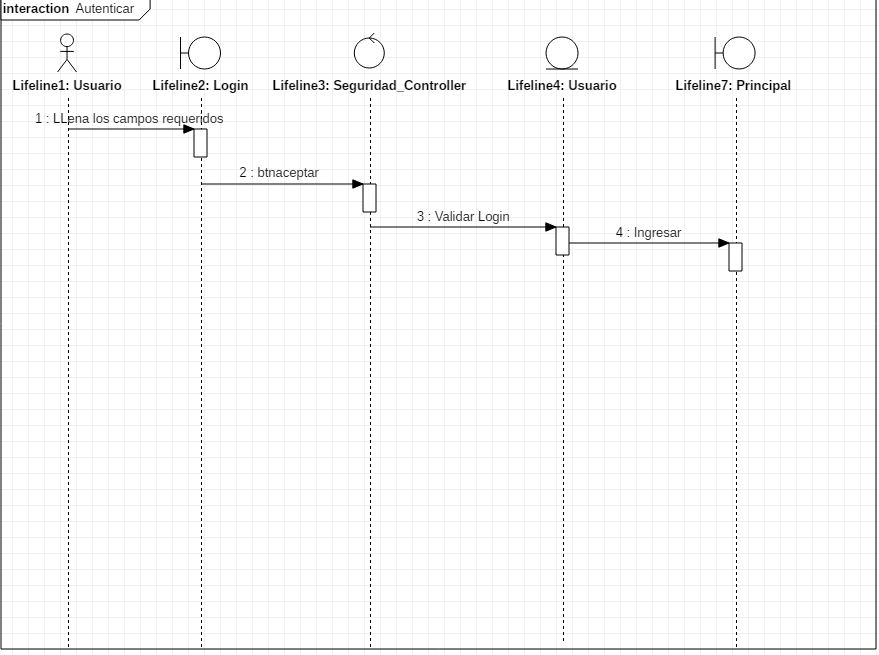 interaction Autenticar
Lifeline1: Usuario
Lifeline2: Login
Lifeline3: Seguridad_Controller
Lifeline4: Usuario
Lifeline7: Principal
1 : LLena los campos requeridos
2 : btnaceptar
3 : Validar Login
4 : Ingresar